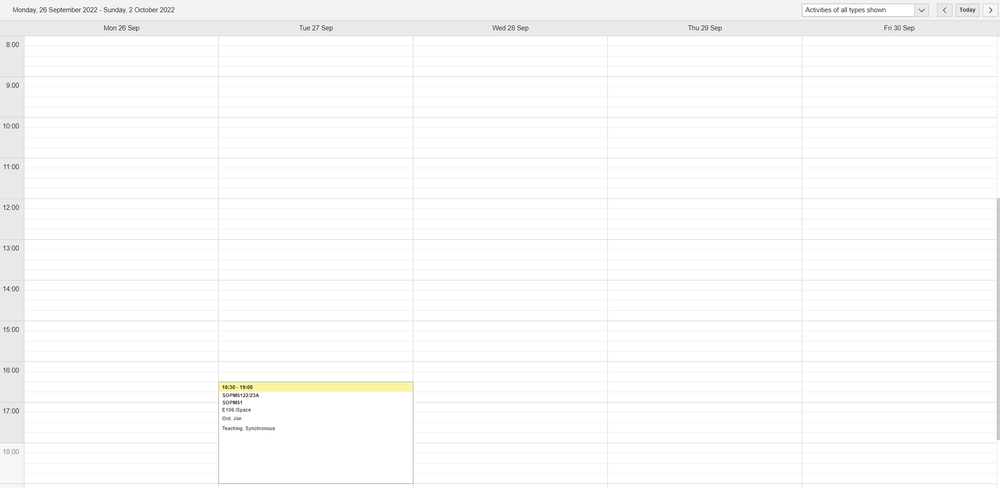 Monday, 26 September 2022 - Sunday, 2 October 2022
Activities of all types shown
Today
Mon 26 Sep
Tue 27 Sep
Wed 28 Sep
Thu 29 Sep
Fri 30 Sep
8:00
9:00
10:00
11:00
12:00
13:00
14:00
15:00
16:00
16:30 - 19:00
SOPM5122/23A
SOPM51
E106 iSpace
17:00
Ord, Jon
Teaching: Synchronous
18:00